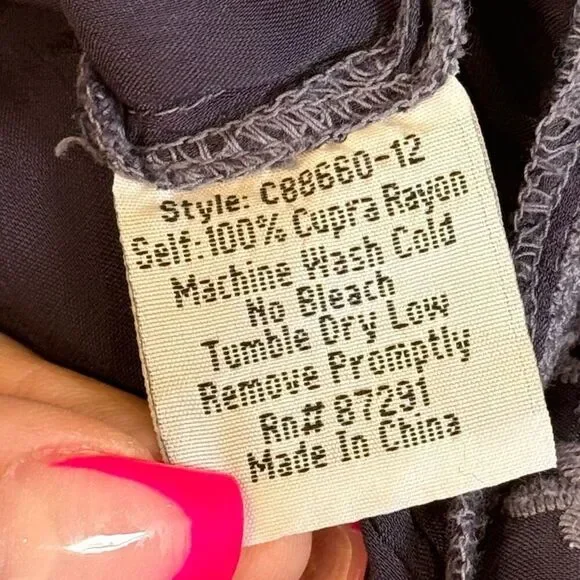 Style: C88660-12
Self:100% Cupra Rayon
Machine Wash Cold
No Bleach
Tumble Dry Low
Remove Promptly
Rn# 87291
Made In China